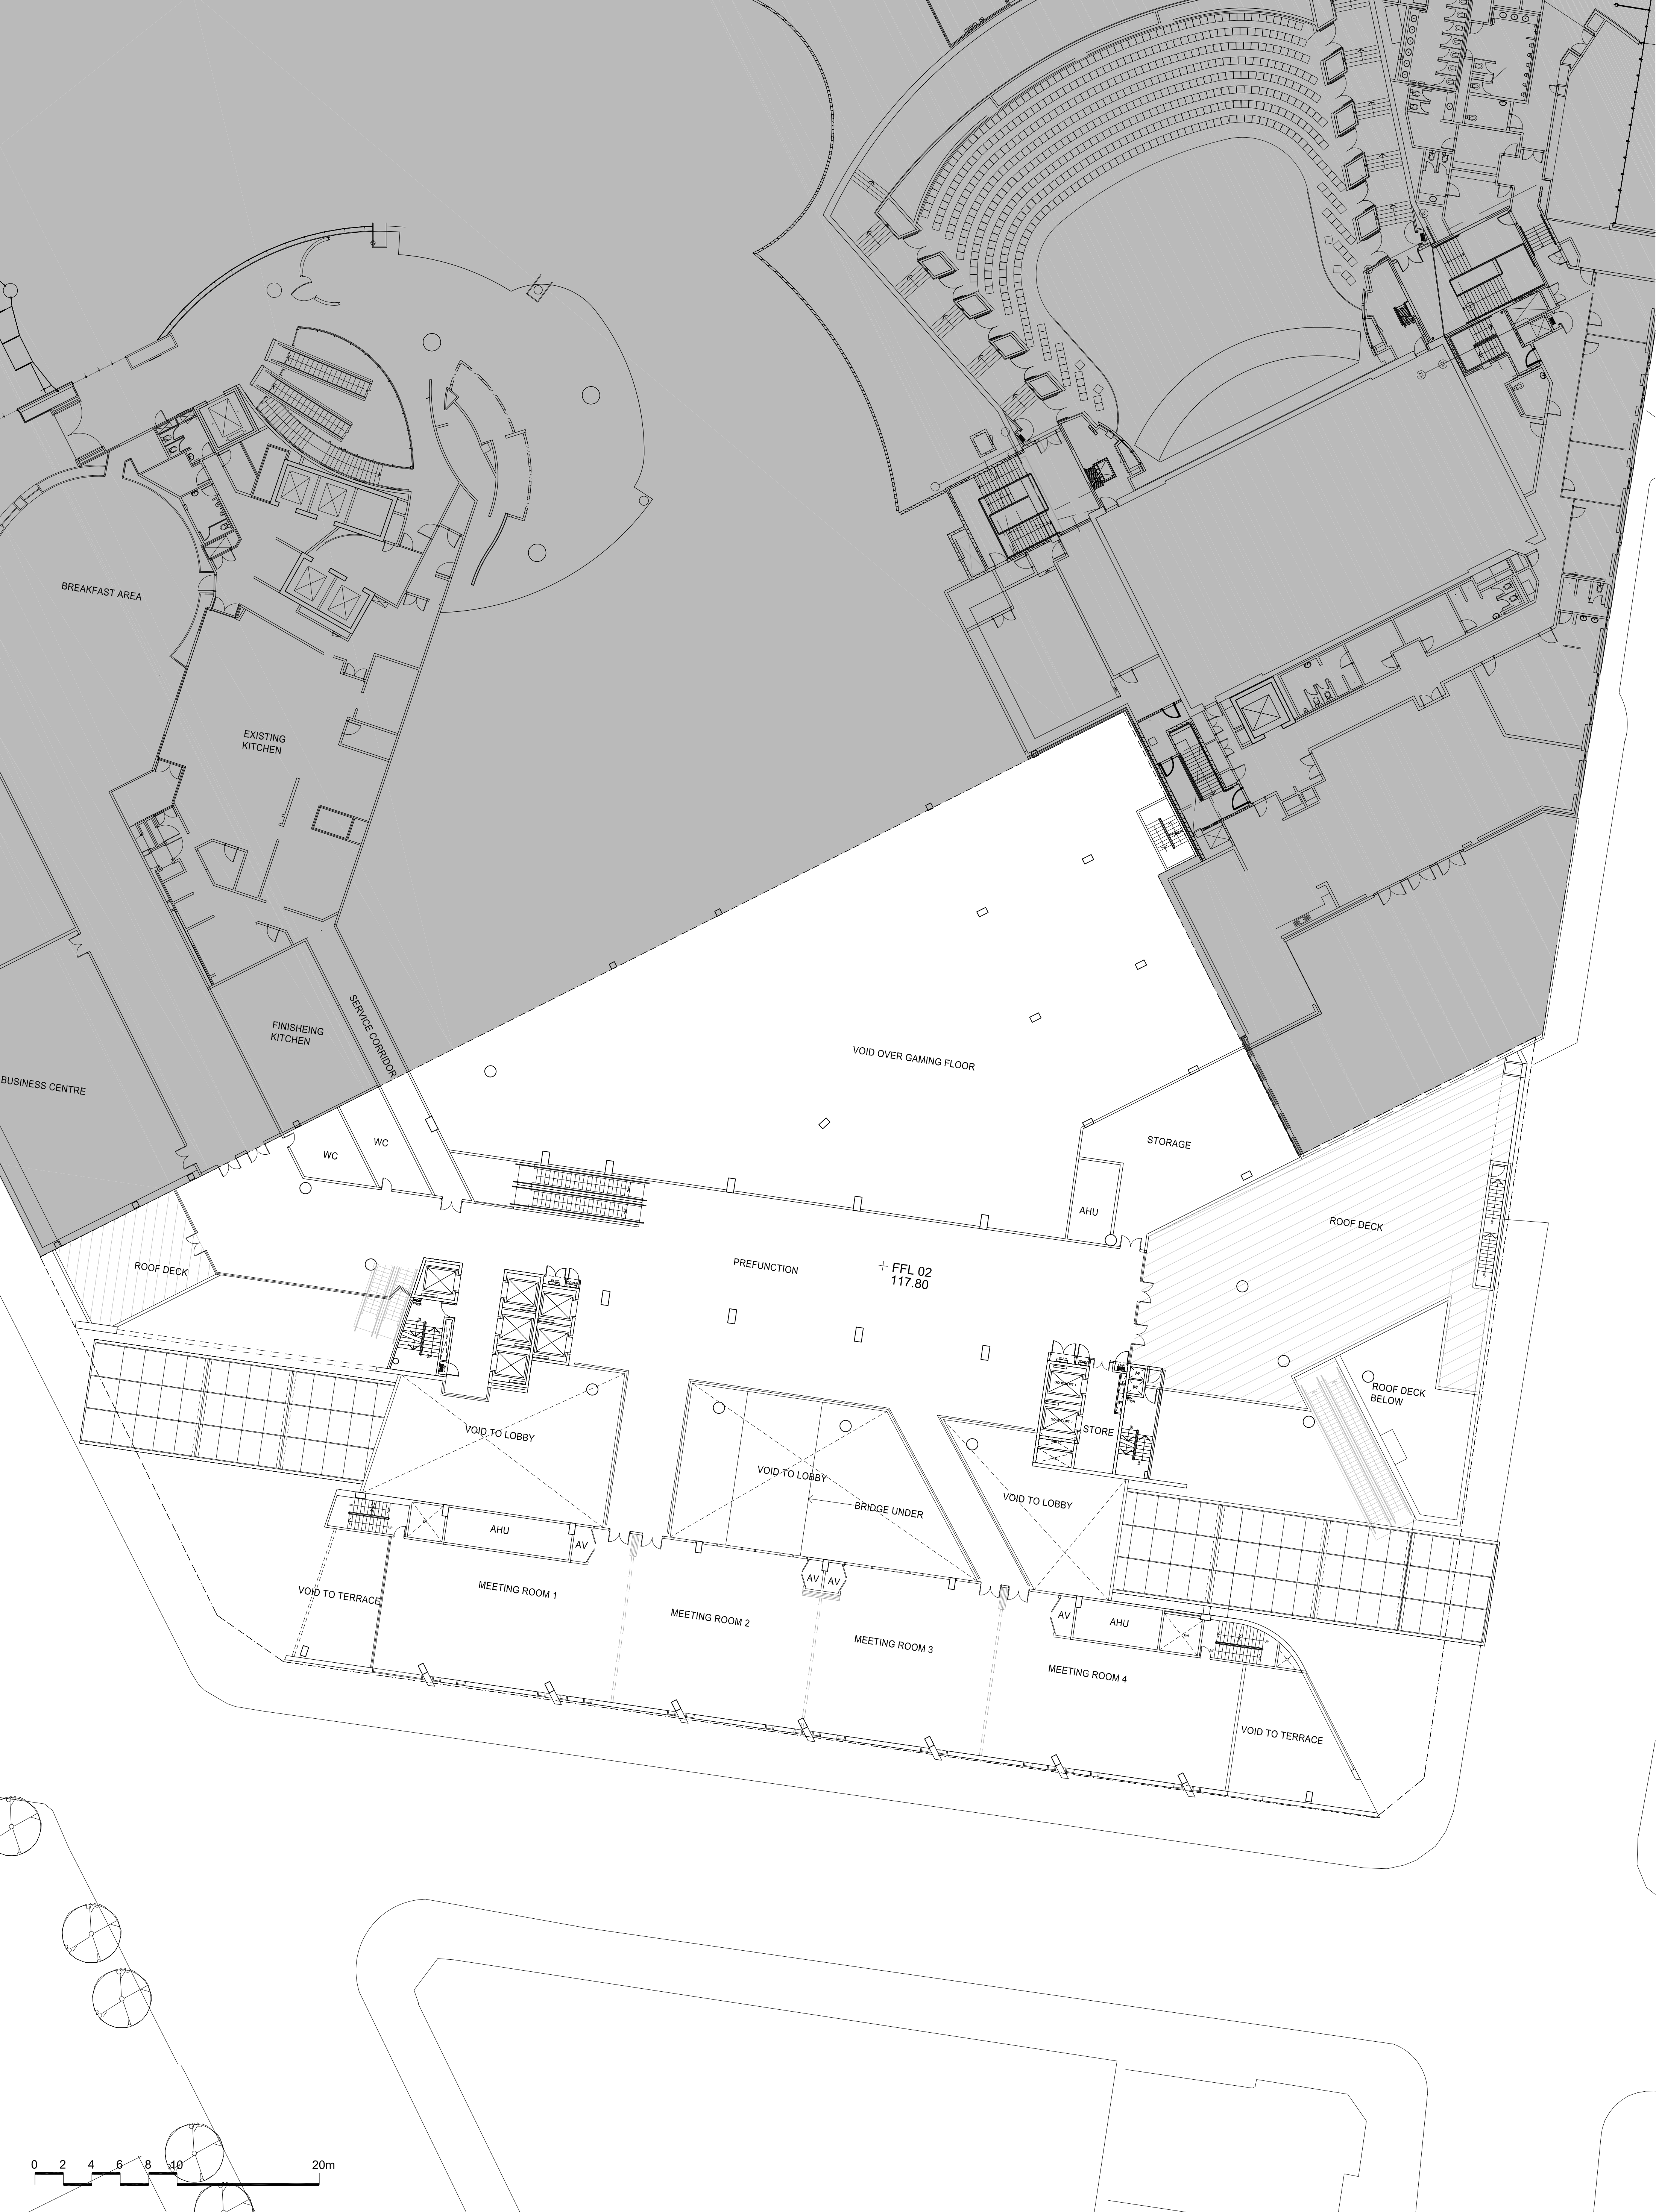 BREAKFAST AREA
EXISTING
KITCHEN
SERVICE CORRIDOR
FINISHEING
KITCHEN
BUSINESS CENTRE
VOID OVER GAMING FLOOR
WC
WC
STORAGE
AHU
ROOF DECK
ROOF DECK
PREFUNCTION
FFL 02
117.80
ROOF DECK
BELOW
STORE
VOID TO LOBBY
VOID TO LOBBY
BRIDGE UNDER
VOID TO LOBBY
AHU
AV
AV
AV
AV
AHU
VOID TO TERRACE
MEETING ROOM 1
MEETING ROOM 2
MEETING ROOM 3
MEETING ROOM 4
VOID TO TERRACE
0 2 4 6 8 10 20m